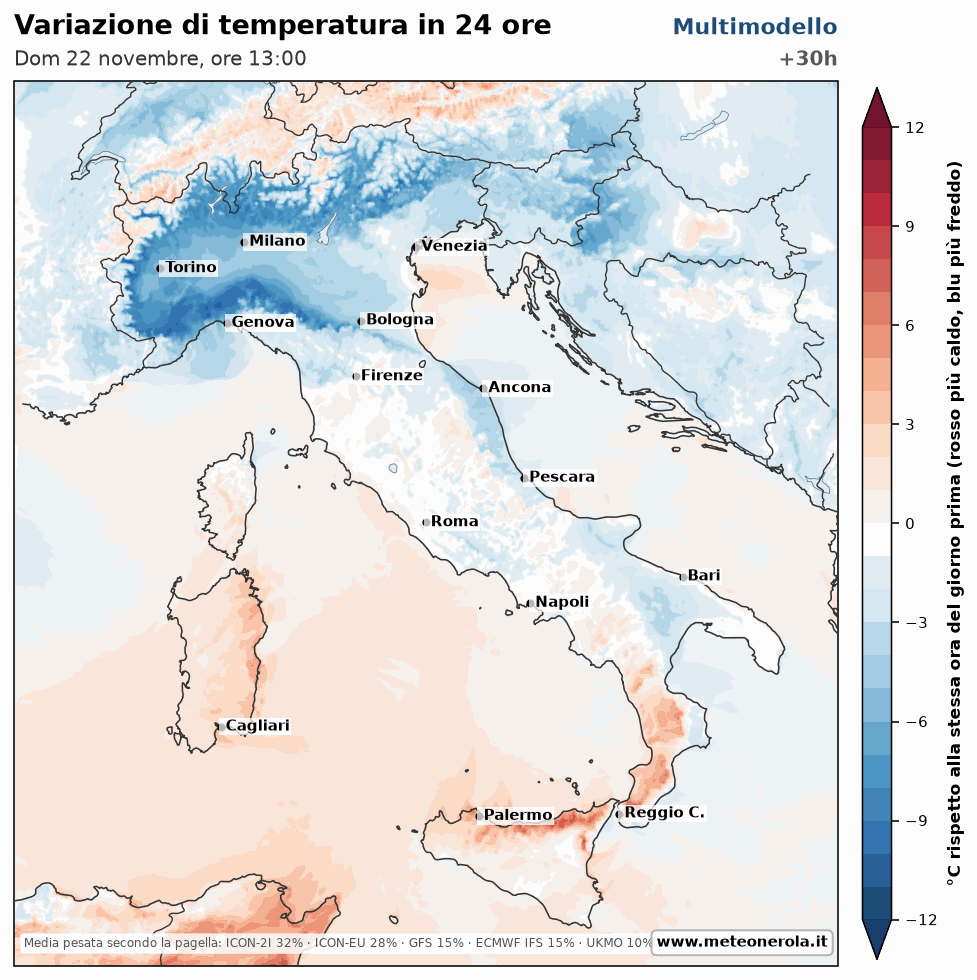 Variazione di temperatura in 24 ore
Multimodello
Dom 22 novembre, ore 13:00
+30h
12
9
6
3
0
−3
−6
−9
−12
°C rispetto alla stessa ora del giorno prima (rosso più caldo, blu più freddo)
Milano
Venezia
Torino
Genova
Bologna
Firenze
Ancona
Pescara
Roma
Bari
Napoli
Cagliari
Palermo
Reggio C.
Media pesata secondo la pagella: ICON-2I 32% · ICON-EU 28% · GFS 15% · ECMWF IFS 15% · UKMO 10%
www.meteonerola.it